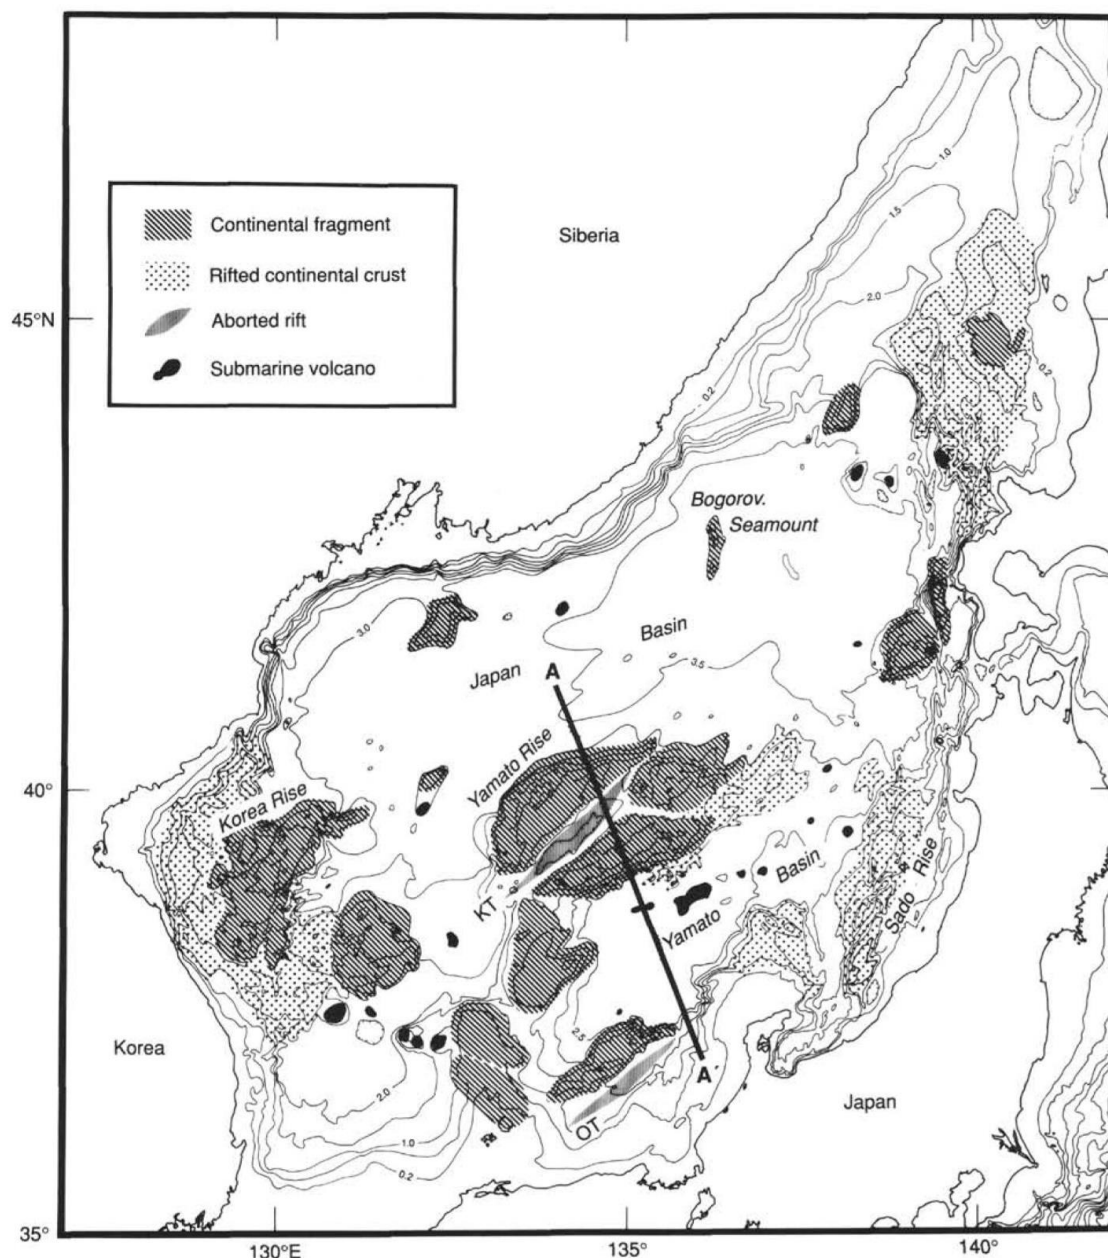 Continental fragment
Rifted continental crust
Aborted rift
Submarine volcano
Siberia
45°N
1.0
1.5
2.0
0.2
0.2
Bogorov.
Seamount
3.0
Basin
Japan
3.5
A
Yamato Rise
40°
Korea Rise
KT
Basin
Yamato
Sado Rise
2.5
Korea
2.0
A
Japan
OT
1.0
0.2
35°
130°E
135°
140°